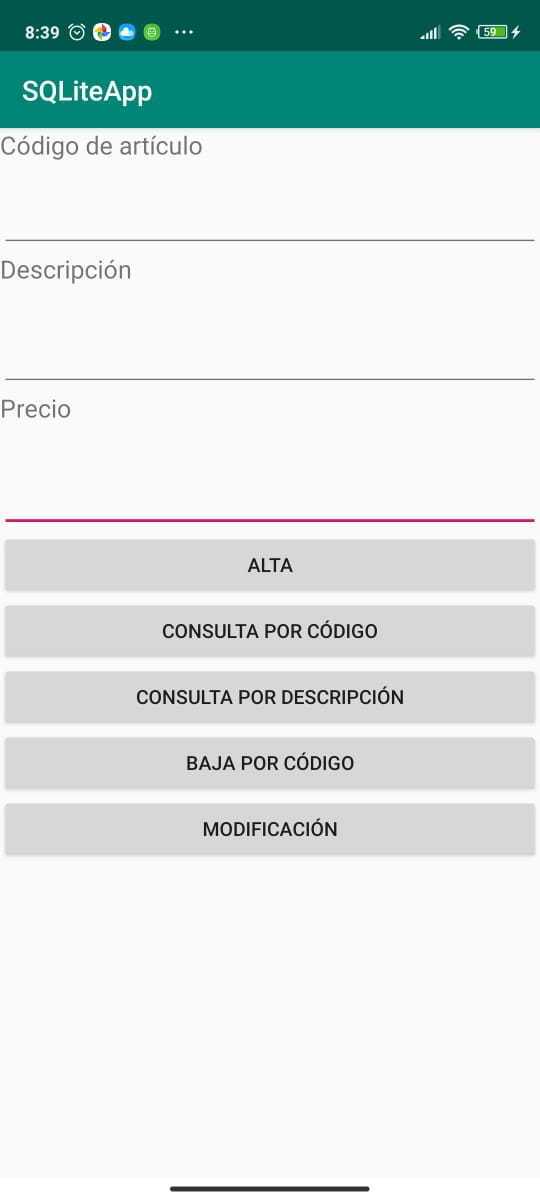 8:39
59
SQLiteApp
Código de artículo
Descripción
Precio
ALTA
CONSULTA POR CÓDIGO
CONSULTA POR DESCRIPCIÓN
BAJA POR CÓDIGO
MODIFICACIÓN